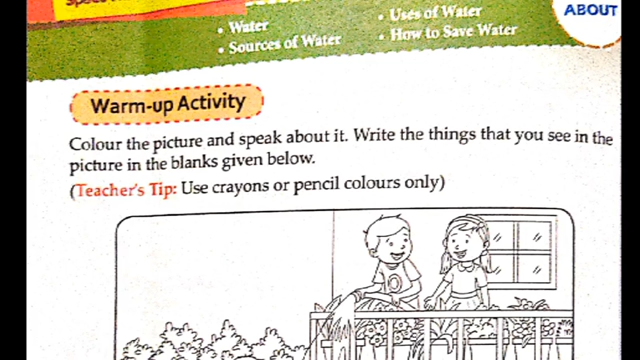 ABOUT
• Water
• Uses of Water
• Sources of Water
• How to Save Water
Warm-up Activity
Colour the picture and speak about it. Write the things that you see in the
picture in the blanks given below.
(Teacher's Tip: Use crayons or pencil colours only)